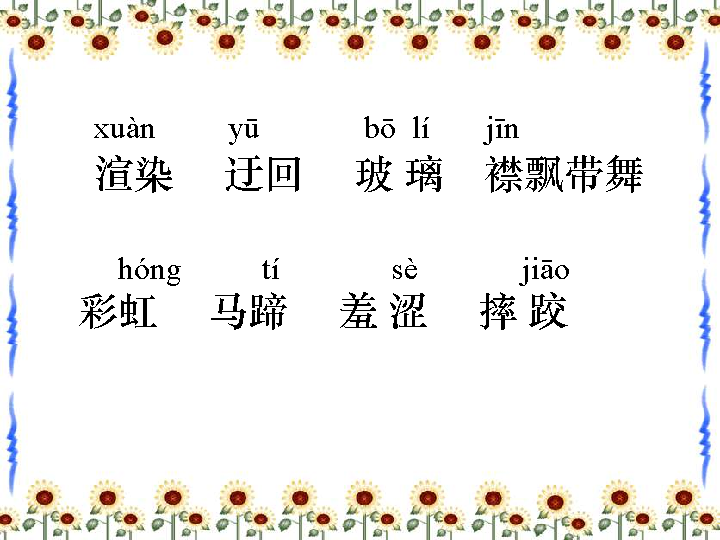 xuàn yū bō lí jīn
渲染 迂回 玻 璃 襟飘带舞
hóng tí sè jiāo
彩虹 马蹄 羞 涩 摔 跤